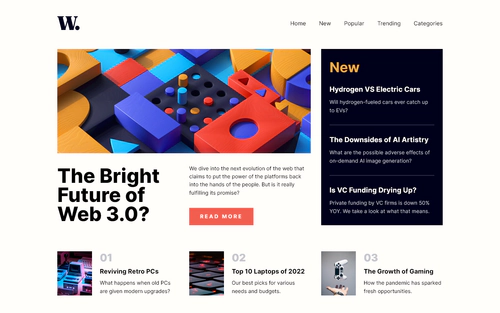 W.
Home New Popular Trending Categories
The Bright
Future of
Web 3.0?
We dive into the next evolution of the web that
claims to put the power of the platforms back
into the hands of the people. But is it really
fulfilling its promise?
READ MORE
New
Hydrogen VS Electric Cars
Will hydrogen-fueled cars ever catch up
to EVs?
The Downsides of AI Artistry
What are the possible adverse effects of
on-demand AI image generation?
Is VC Funding Drying Up?
Private funding by VC firms is down 50%
YOY. We take a look at what that means.
01
Reviving Retro PCs
What happens when old PCs
are given modern upgrades?
02
Top 10 Laptops of 2022
Our best picks for various
needs and budgets.
03
The Growth of Gaming
How the pandemic has sparked
fresh opportunities.